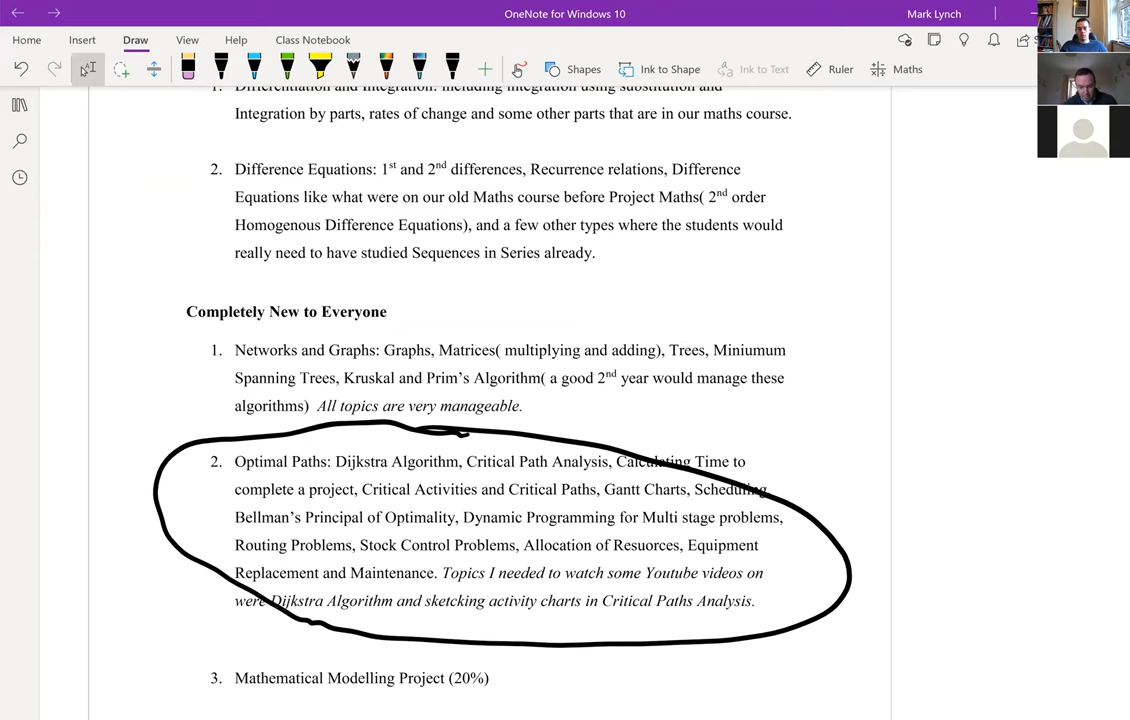 OneNote for Windows 10
Mark Lynch
Home Insert Draw View Help Class Notebook
Shapes Ink to Shape Ink to Text Ruler Maths
1. Differentiation and Integration: including integration using substitution and
Integration by parts, rates of change and some other parts that are in our maths course.
2. Difference Equations: 1st and 2nd differences, Recurrence relations, Difference
Equations like what were on our old Maths course before Project Maths( 2nd order
Homogenous Difference Equations), and a few other types where the students would
really need to have studied Sequences in Series already.
Completely New to Everyone
1. Networks and Graphs: Graphs, Matrices( multiplying and adding), Trees, Miniumum
Spanning Trees, Kruskal and Prim's Algorithm( a good 2nd year would manage these
algorithms) All topics are very manageable.
2. Optimal Paths: Dijkstra Algorithm, Critical Path Analysis, Calculating Time to
complete a project, Critical Activities and Critical Paths, Gantt Charts, Scheduling
Bellman's Principal of Optimality, Dynamic Programming for Multi stage problems,
Routing Problems, Stock Control Problems, Allocation of Resuorces, Equipment
Replacement and Maintenance. Topics I needed to watch some Youtube videos on
were Dijkstra Algorithm and sketcking activity charts in Critical Paths Analysis.
3. Mathematical Modelling Project (20%)